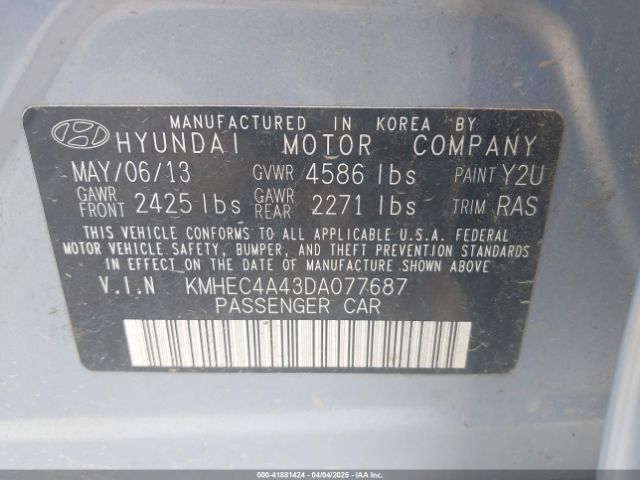 MANUFACTURED IN KOREA BY
HYUNDAI MOTOR COMPANY
MAY/06/13 GVWR 4586 lbs PAINT Y2U
GAWR FRONT 2425 lbs GAWR REAR 2271 lbs TRIM RAS
THIS VEHICLE CONFORMS TO ALL APPLICABLE U.S.A. FEDERAL
MOTOR VEHICLE SAFETY, BUMPER, AND THEFT PREVENTION STANDARDS
IN EFFECT ON THE DATE OF MANUFACTURE SHOWN ABOVE
V.I.N KMHEC4A43DA077687
PASSENGER CAR
000-41881424 - 04/04/2025 - IAAI.COM